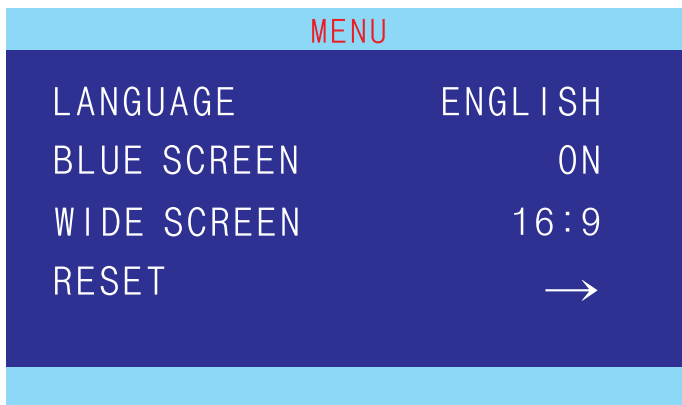 MENU
LANGUAGE ENGLISH
BLUE SCREEN ON
WIDE SCREEN 16:9
RESET →